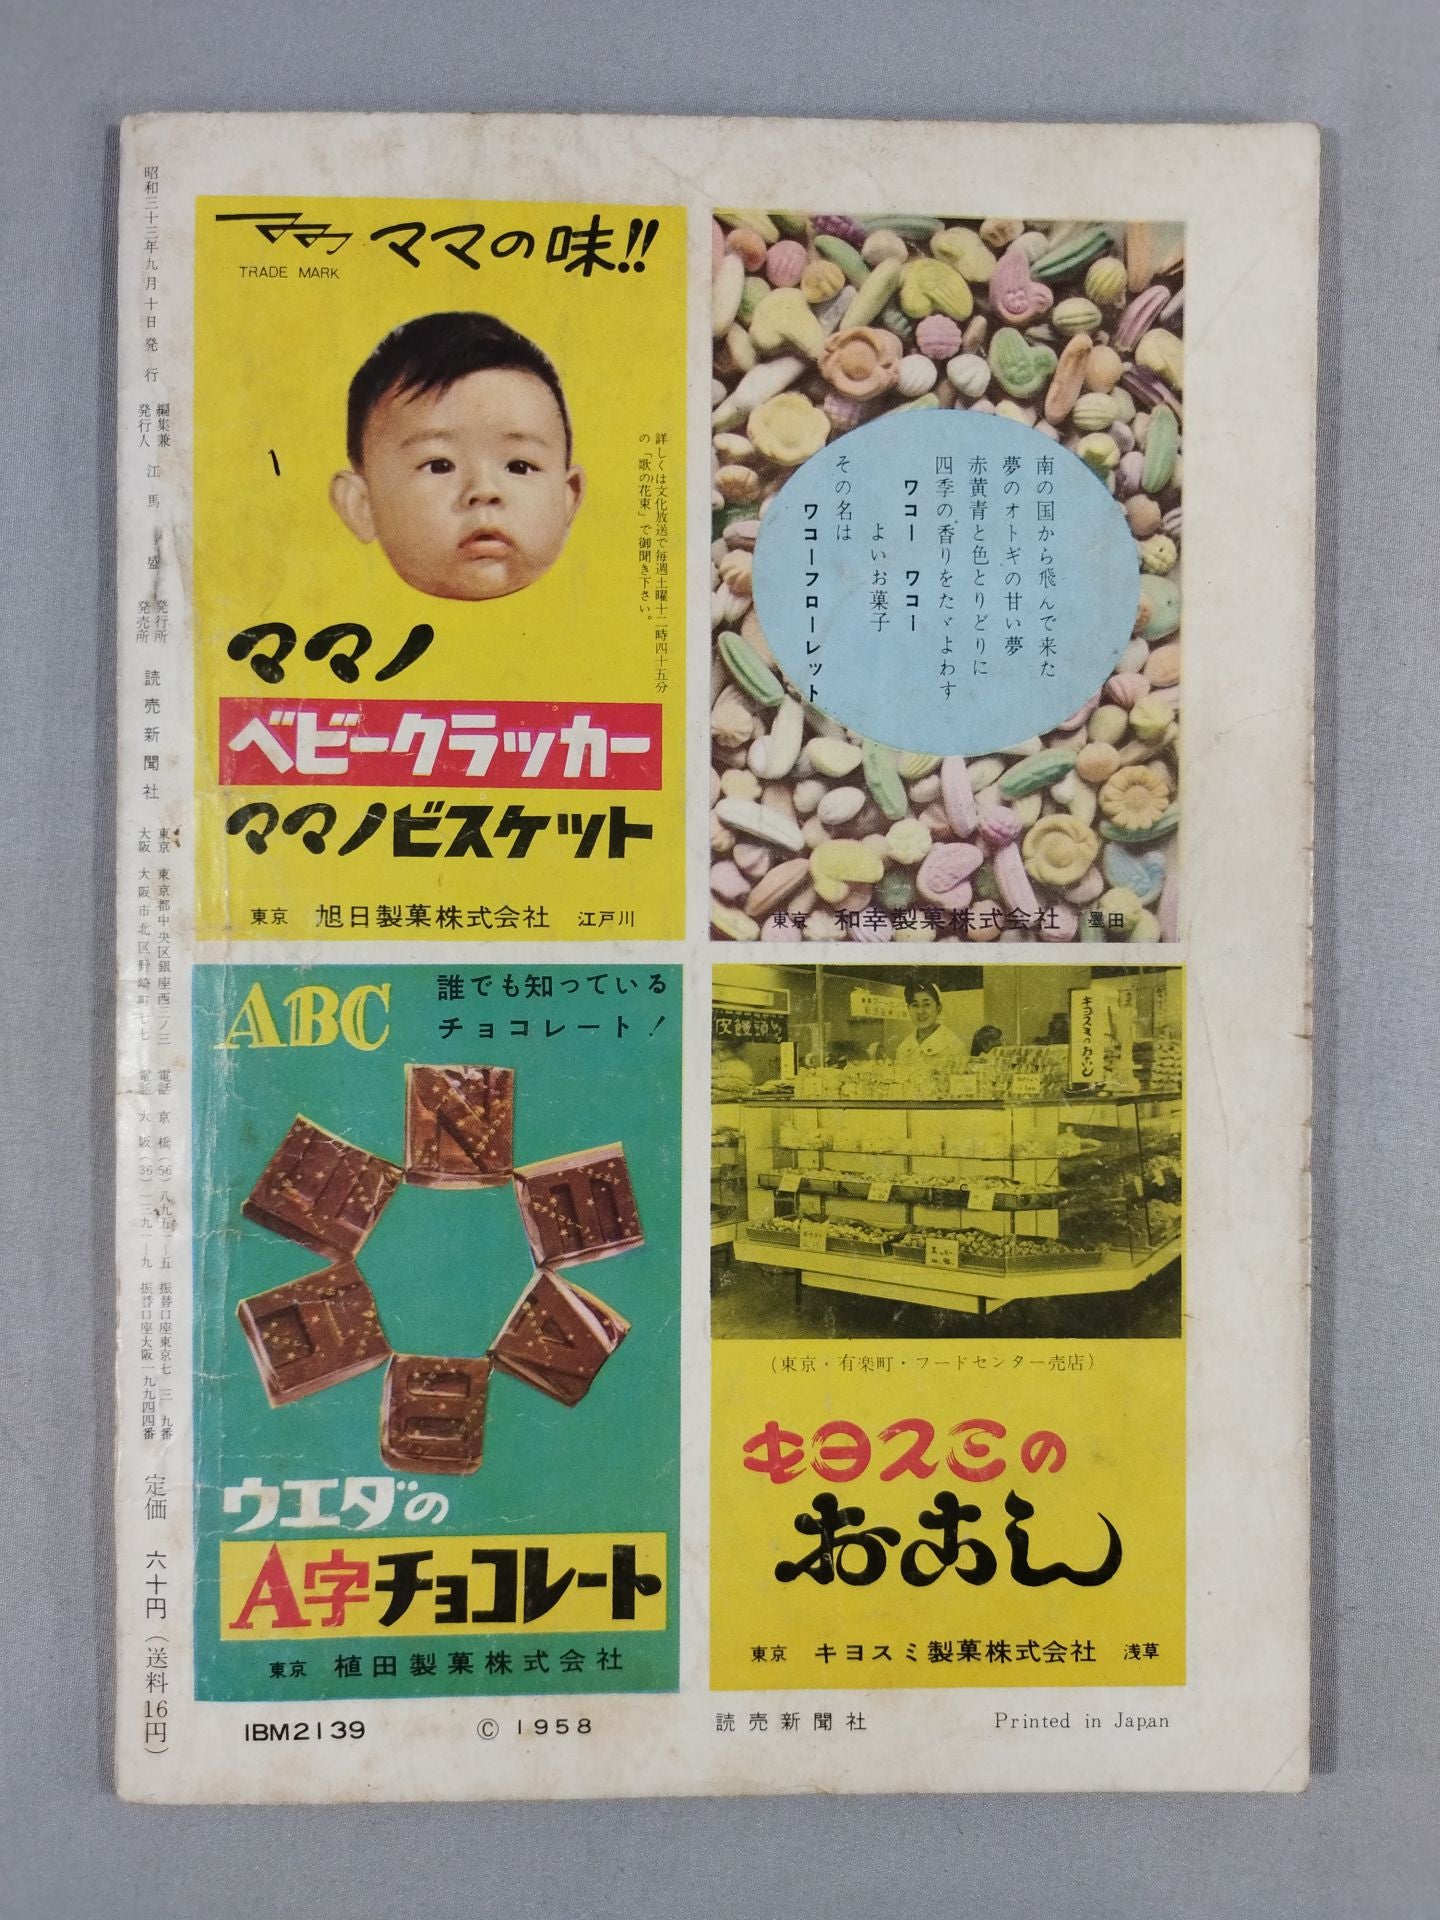 昭和三十三年九月十日発行
編集兼
発行人
江馬盛
発行所
発売所
読売新聞社
東京 東京都中央区銀座西三ノ三 電話 京橋(56)八九五一―五
大阪 大阪市北区野崎町七七 電話 大阪(36)一二九一―九
振替口座東京七三一九番
振替口座大阪一九九四四番
定価 六十円(送料16円)
TRADE MARK
ママの味!!
詳しくは文化放送で毎週土曜十二時四十五分
の「歌の花束」で御聞き下さい。
ママノ
ベビークラッカー
ママノビスケット
東京 旭日製菓株式会社 江戸川
南の国から飛んで来た
夢のオトギの甘い夢
赤黄青と色とりどりに
四季の香りをたゞよわす
ワコー ワコー
よいお菓子
その名は
ワコーフローレット
東京 和幸製菓株式会社 墨田
ABC
誰でも知っている
チョコレート!
N
ウエダの
A字チョコレート
東京 植田製菓株式会社
キヨスミのおこし
(東京・有楽町・フードセンター売店)
キヨスミの
おこし
東京 キヨスミ製菓株式会社 浅草
IBM2139
© 1958
読売新聞社
Printed in Japan